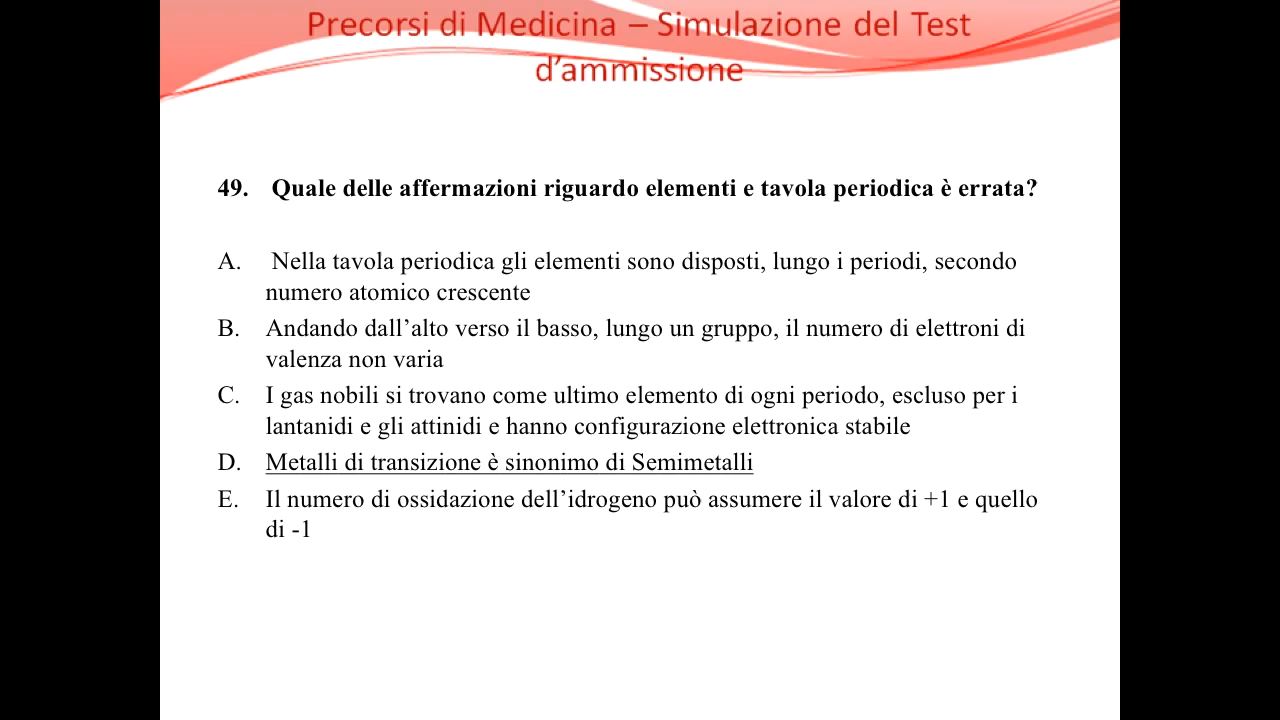 Precorsi di Medicina – Simulazione del Test
d’ammissione
49. Quale delle affermazioni riguardo elementi e tavola periodica è errata?
A. Nella tavola periodica gli elementi sono disposti, lungo i periodi, secondo
numero atomico crescente
B. Andando dall’alto verso il basso, lungo un gruppo, il numero di elettroni di
valenza non varia
C. I gas nobili si trovano come ultimo elemento di ogni periodo, escluso per i
lantanidi e gli attinidi e hanno configurazione elettronica stabile
D. Metalli di transizione è sinonimo di Semimetalli
E. Il numero di ossidazione dell’idrogeno può assumere il valore di +1 e quello
di -1